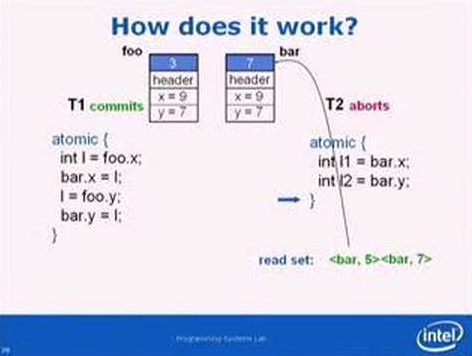 How does it work?
foo
bar
3
7
header
header
x = 9
x = 9
y = 7
y = 7
T1 commits
T2 aborts
atomic {
int l = foo.x;
bar.x = l;
l = foo.y;
bar.y = l;
}
atomic {
int l1 = bar.x;
int l2 = bar.y;
}
read set: <bar, 5><bar, 7>
Programming Systems Lab
intel